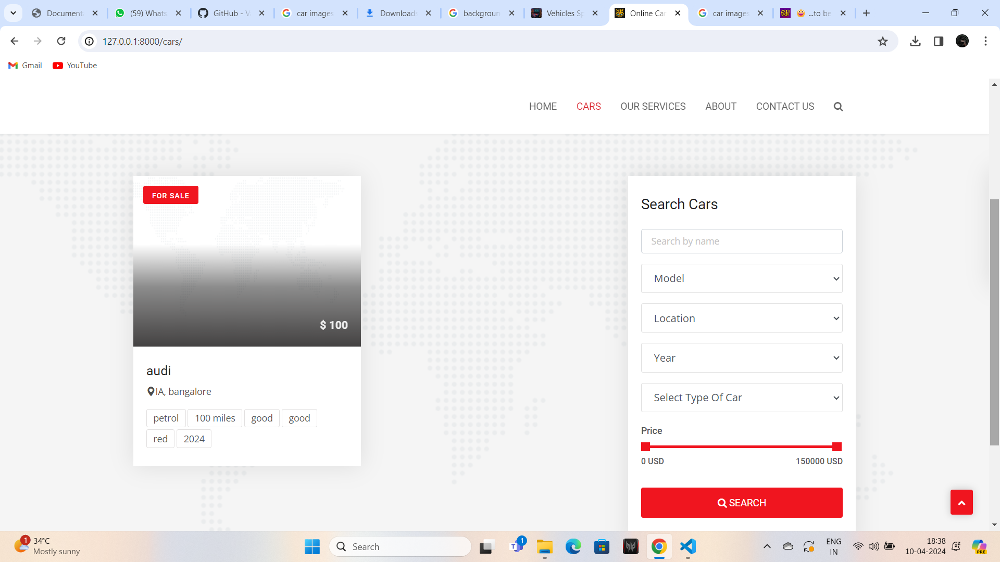 Documenta
(59) Whats
GitHub - V
car images
Downloads
backgroun
Vehicles Sp
Online Car
car images
...to be
127.0.0.1:8000/cars/
Gmail
YouTube
HOME
CARS
OUR SERVICES
ABOUT
CONTACT US
FOR SALE
$ 100
audi
IA, bangalore
petrol
100 miles
good
good
red
2024
Search Cars
Search by name
Model
Location
Year
Select Type Of Car
Price
0 USD
150000 USD
SEARCH
1
34°C
Mostly sunny
Search
1
ENG
IN
18:38
10-04-2024
PRE